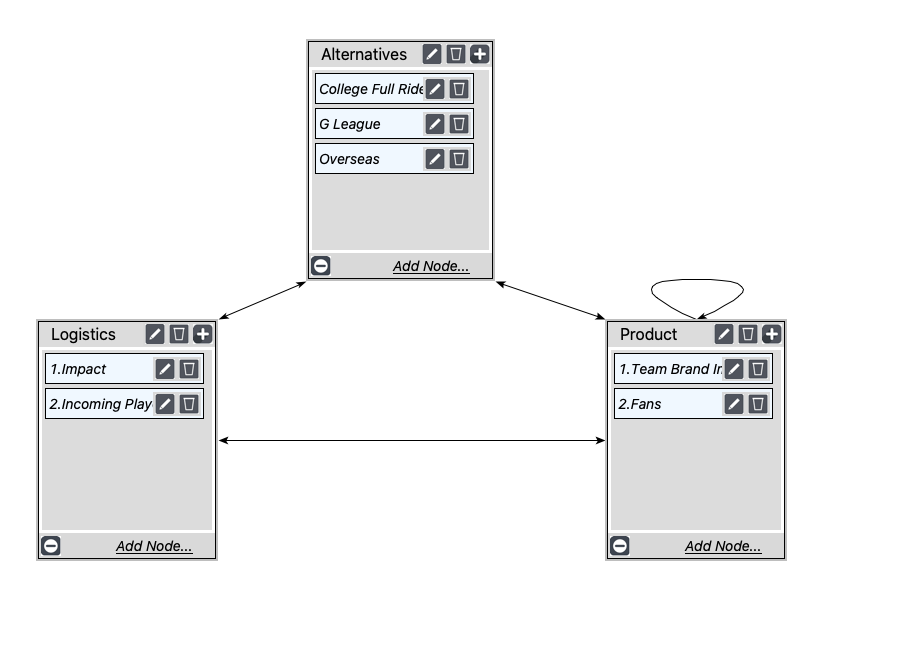 Alternatives
College Full Ride
G League
Overseas
Add Node...
Logistics
1.Impact
2.Incoming Play
Add Node...
Product
1.Team Brand
2.Fans
Add Node...